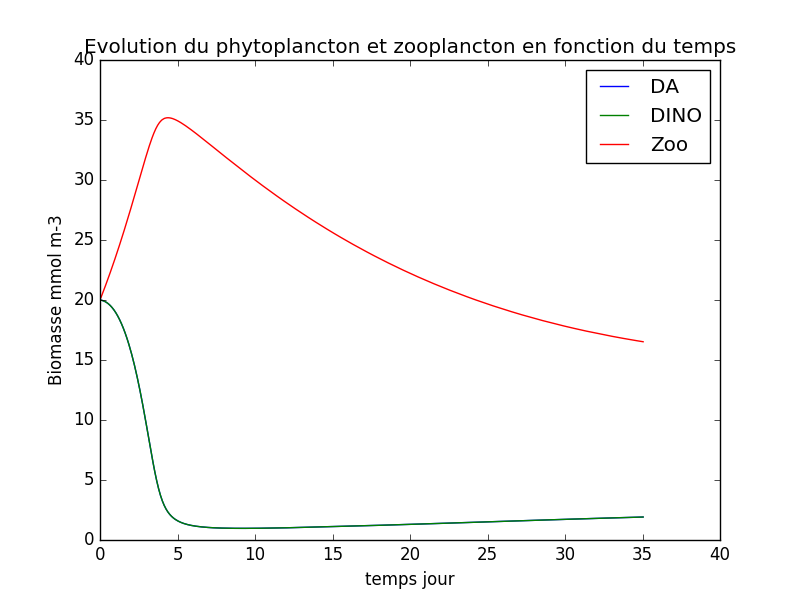 Evolution du phytoplancton et zooplancton en fonction du temps
40
35
30
25
20
15
10
5
0
Biomasse mmol m-3
DA
DINO
Zoo
0 5 10 15 20 25 30 35 40
temps jour